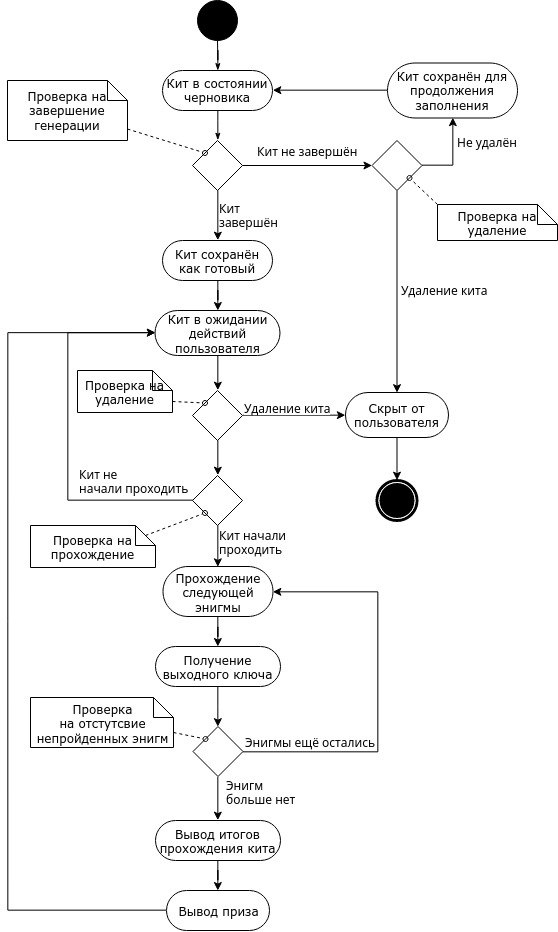 Кит в состоянии
черновика
Кит сохранён для
продолжения
заполнения
Проверка на
завершение
генерации
Кит не завершён
Не удалён
Кит
завершён
Проверка на
удаление
Кит сохранён
как готовый
Удаление кита
Кит в ожидании
действий
пользователя
Проверка на
удаление
Удаление кита
Скрыт от
пользователя
Кит не
начали проходить
Проверка на
прохождение
Кит начали
проходить
Прохождение
следующей
энигмы
Получение
выходного ключа
Проверка
на отстутсвие
непройденных энигм
Энигмы ещё остались
Энигм
больше нет
Вывод итогов
прохождения кита
Вывод приза